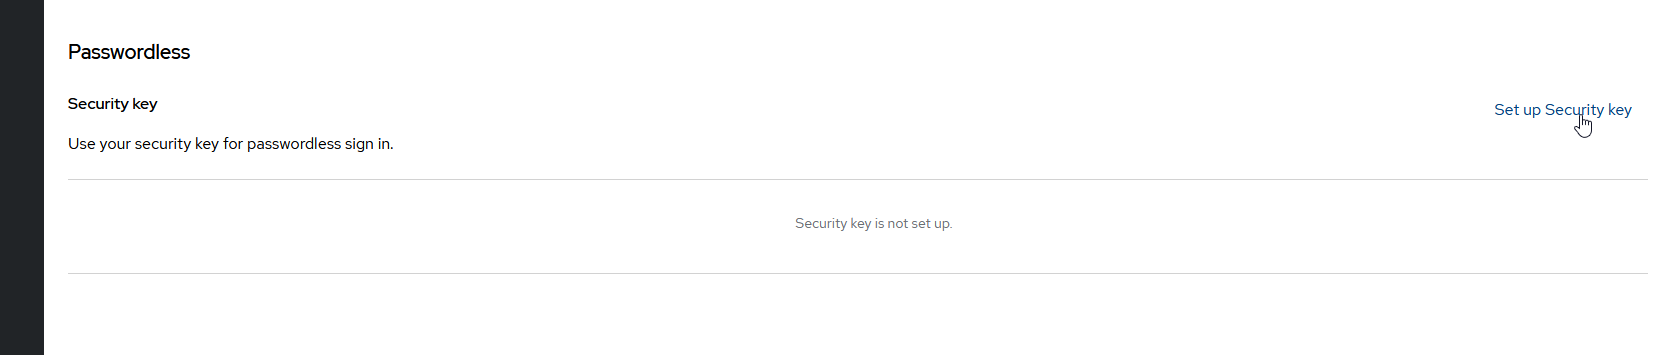 Passwordless
Security key
Set up Security key
Use your security key for passwordless sign in.
Security key is not set up.